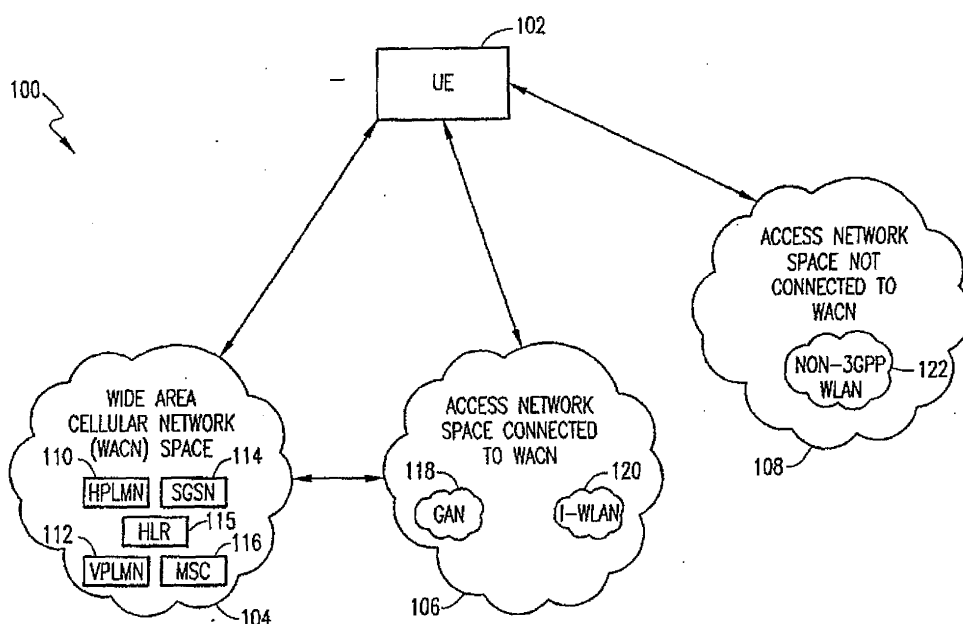 102
100
UE
ACCESS NETWORK
SPACE NOT
CONNECTED TO
WACN
NON-3GPP
WLAN
122
108
WIDE AREA
CELLULAR NETWORK
(WACN) SPACE
110
114
HPLMN
SGSN
HLR
115
112
116
VPLMN
MSC
104
ACCESS NETWORK
SPACE CONNECTED
TO WACN
118
120
GAN
I-WLAN
106